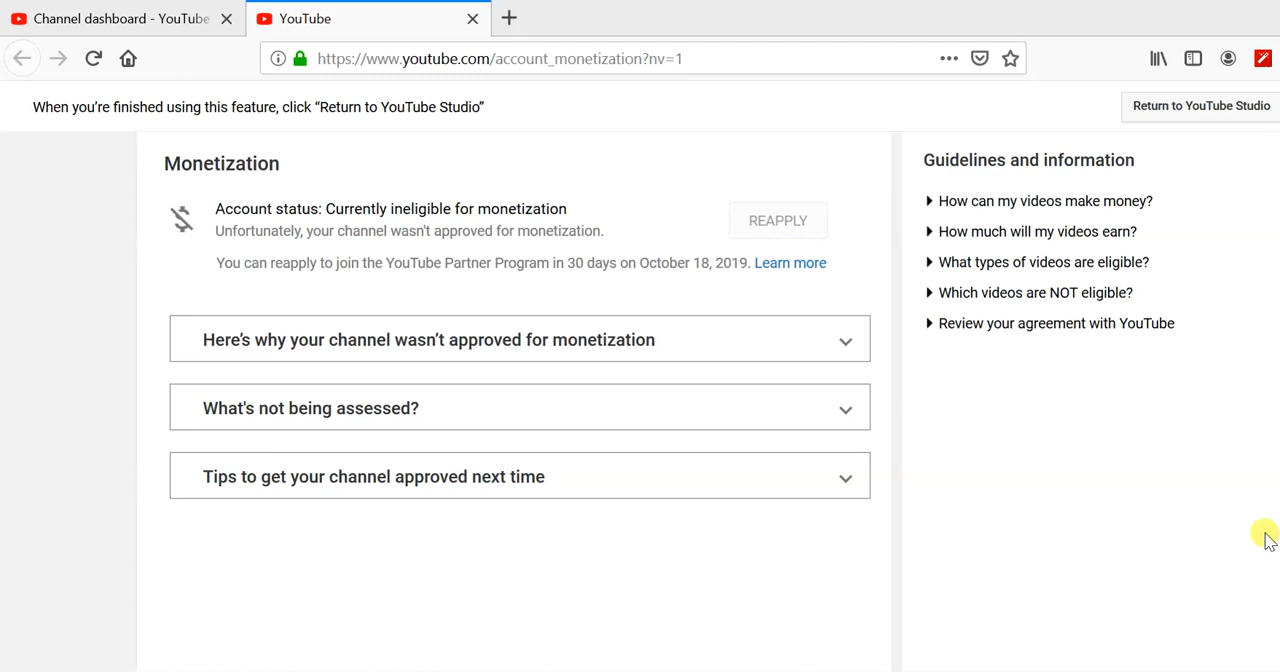 Channel dashboard - YouTube
YouTube
https://www.youtube.com/account_monetization?nv=1
When you’re finished using this feature, click “Return to YouTube Studio”
Return to YouTube Studio
Monetization
Account status: Currently ineligible for monetization
Unfortunately, your channel wasn't approved for monetization.
REAPPLY
You can reapply to join the YouTube Partner Program in 30 days on October 18, 2019. Learn more
Here’s why your channel wasn’t approved for monetization
What's not being assessed?
Tips to get your channel approved next time
Guidelines and information
How can my videos make money?
How much will my videos earn?
What types of videos are eligible?
Which videos are NOT eligible?
Review your agreement with YouTube